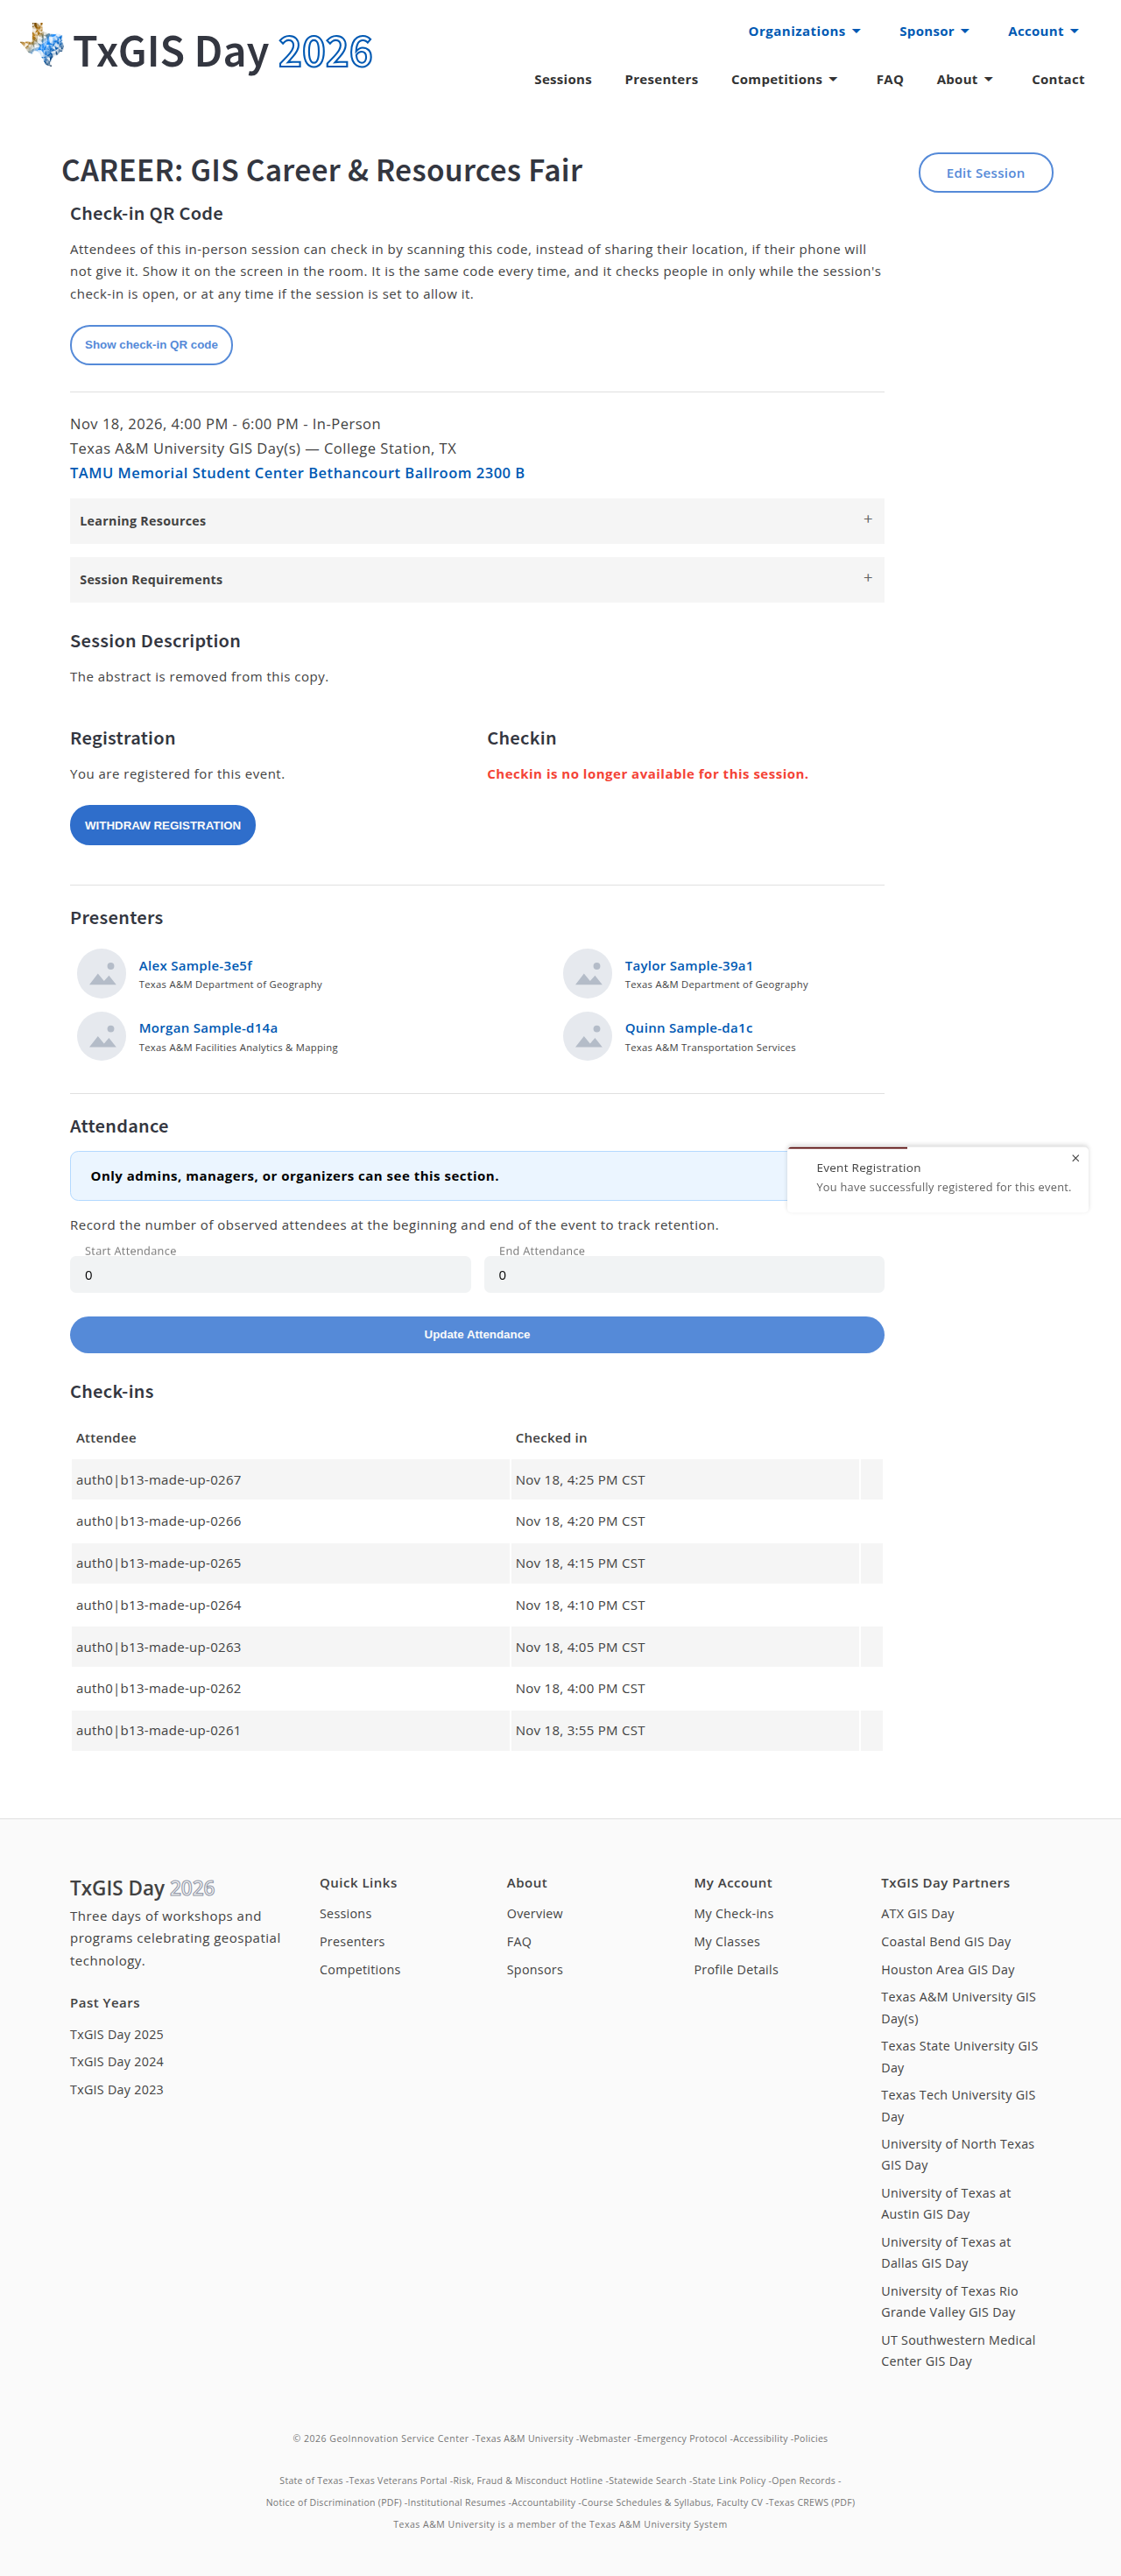 TxGIS Day 2026
Organizations
Sponsor
Account
Sessions
Presenters
Competitions
FAQ
About
Contact
CAREER: GIS Career & Resources Fair
Edit Session
Check-in QR Code
Attendees of this in-person session can check in by scanning this code, instead of sharing their location, if their phone will
not give it. Show it on the screen in the room. It is the same code every time, and it checks people in only while the session's
check-in is open, or at any time if the session is set to allow it.
Show check-in QR code
Nov 18, 2026, 4:00 PM - 6:00 PM - In-Person
Texas A&M University GIS Day(s) — College Station, TX
TAMU Memorial Student Center Bethancourt Ballroom 2300 B
Learning Resources +
Session Requirements +
Session Description
The abstract is removed from this copy.
Registration
You are registered for this event.
WITHDRAW REGISTRATION
Checkin
Checkin is no longer available for this session.
Presenters
Alex Sample-3e5f
Texas A&M Department of Geography
Taylor Sample-39a1
Texas A&M Department of Geography
Morgan Sample-d14a
Texas A&M Facilities Analytics & Mapping
Quinn Sample-da1c
Texas A&M Transportation Services
Attendance
Only admins, managers, or organizers can see this section.
Event Registration
×
You have successfully registered for this event.
Record the number of observed attendees at the beginning and end of the event to track retention.
Start Attendance
0
End Attendance
0
Update Attendance
Check-ins
Attendee Checked in
auth0|b13-made-up-0267 Nov 18, 4:25 PM CST
auth0|b13-made-up-0266 Nov 18, 4:20 PM CST
auth0|b13-made-up-0265 Nov 18, 4:15 PM CST
auth0|b13-made-up-0264 Nov 18, 4:10 PM CST
auth0|b13-made-up-0263 Nov 18, 4:05 PM CST
auth0|b13-made-up-0262 Nov 18, 4:00 PM CST
auth0|b13-made-up-0261 Nov 18, 3:55 PM CST
TxGIS Day 2026
Three days of workshops and
programs celebrating geospatial
technology.
Past Years
TxGIS Day 2025
TxGIS Day 2024
TxGIS Day 2023
Quick Links
Sessions
Presenters
Competitions
About
Overview
FAQ
Sponsors
My Account
My Check-ins
My Classes
Profile Details
TxGIS Day Partners
ATX GIS Day
Coastal Bend GIS Day
Houston Area GIS Day
Texas A&M University GIS
Day(s)
Texas State University GIS
Day
Texas Tech University GIS
Day
University of North Texas
GIS Day
University of Texas at
Austin GIS Day
University of Texas at
Dallas GIS Day
University of Texas Rio
Grande Valley GIS Day
UT Southwestern Medical
Center GIS Day
© 2026 GeoInnovation Service Center -Texas A&M University -Webmaster -Emergency Protocol -Accessibility -Policies
State of Texas -Texas Veterans Portal -Risk, Fraud & Misconduct Hotline -Statewide Search -State Link Policy -Open Records -
Notice of Discrimination (PDF) -Institutional Resumes -Accountability -Course Schedules & Syllabus, Faculty CV -Texas CREWS (PDF)
Texas A&M University is a member of the Texas A&M University System